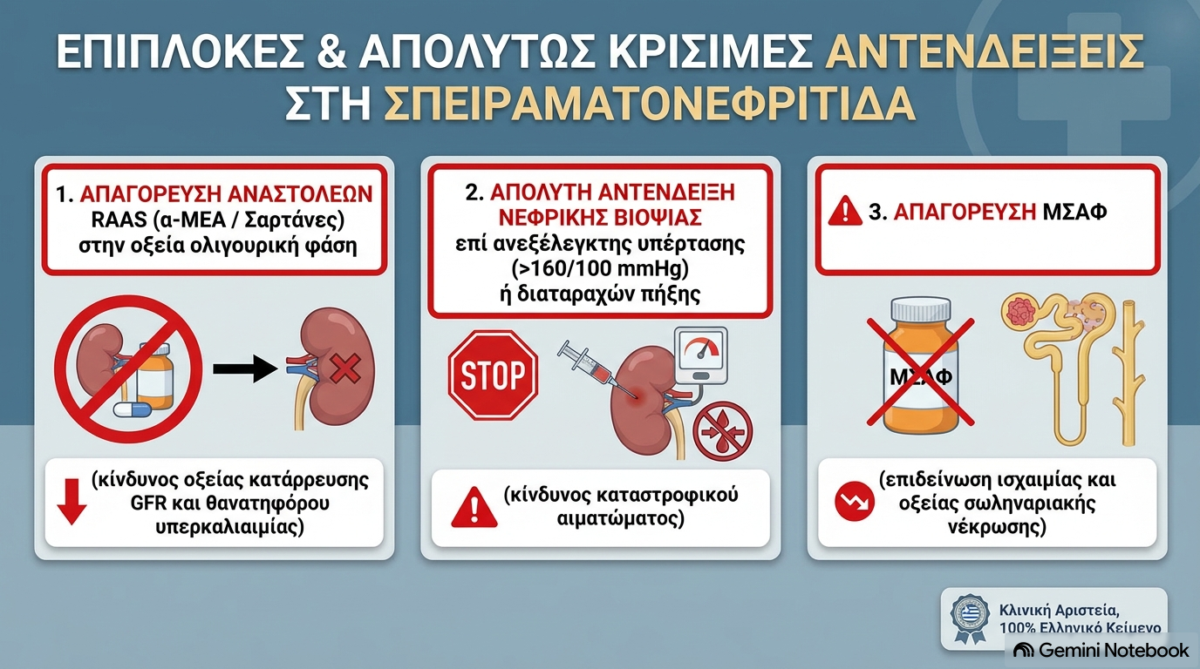 ΕΠΙΠΛΟΚΕΣ & ΑΠΟΛΥΤΩΣ ΚΡΙΣΙΜΕΣ ΑΝΤΕΝΔΕΙΞΕΙΣ
ΣΤΗ ΣΠΕΙΡΑΜΑΤΟΝΕΦΡΙΤΙΔΑ
1. ΑΠΑΓΟΡΕΥΣΗ ΑΝΑΣΤΟΛΕΩΝ
RAAS (α-ΜΕΑ / Σαρτάνες)
στην οξεία ολιγουρική φάση
(κίνδυνος οξείας κατάρρευσης
GFR και θανατηφόρου
υπερκαλιαιμίας)
2. ΑΠΟΛΥΤΗ ΑΝΤΕΝΔΕΙΞΗ
ΝΕΦΡΙΚΗΣ ΒΙΟΨΙΑΣ
επί ανεξέλεγκτης υπέρτασης
(>160/100 mmHg)
ή διαταραχών πήξης
STOP
(κίνδυνος καταστροφικού
αιματώματος)
3. ΑΠΑΓΟΡΕΥΣΗ ΜΣΑΦ
ΜΣΑΦ
(επιδείνωση ισχαιμίας και
οξείας σωληναριακής
νέκρωσης)
Κλινική Αριστεία,
100% Ελληνικό Κείμενο
Gemini Notebook